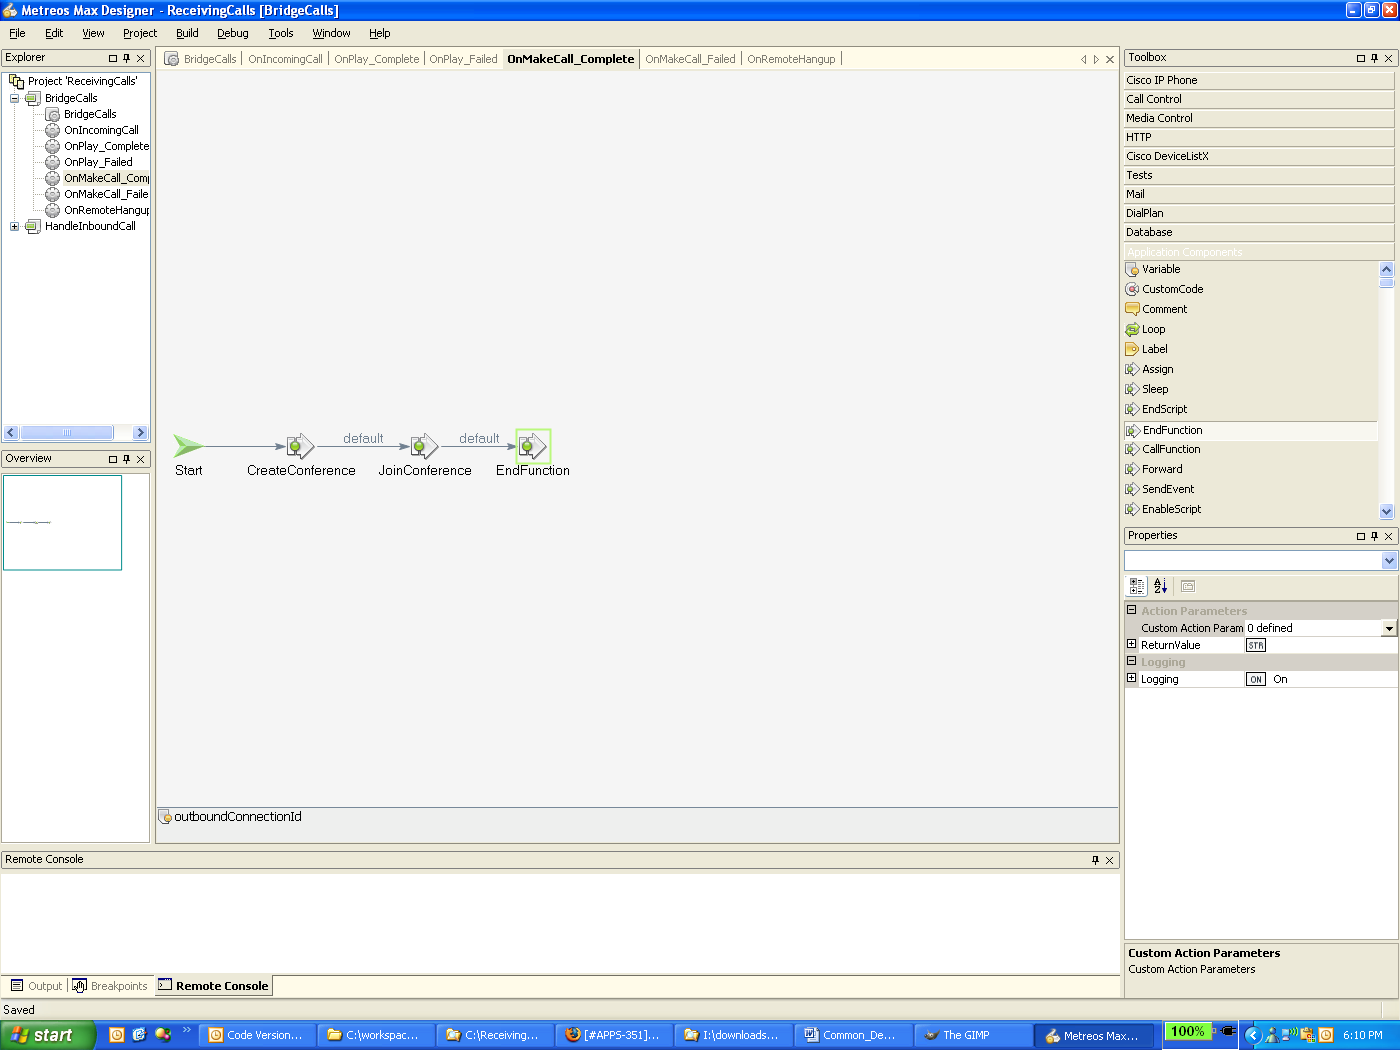 Metreos Max Designer - ReceivingCalls [BridgeCalls]
File Edit View Project Build Debug Tools Window Help
Explorer
Project 'ReceivingCalls'
BridgeCalls
BridgeCalls
OnIncomingCall
OnPlay_Complete
OnPlay_Failed
OnMakeCall_Comp
OnMakeCall_Faile
OnRemoteHangup
HandleInboundCall
Overview
BridgeCalls OnIncomingCall OnPlay_Complete OnPlay_Failed OnMakeCall_Complete OnMakeCall_Failed OnRemoteHangup
default default
Start CreateConference JoinConference EndFunction
outboundConnectionId
Toolbox
Cisco IP Phone
Call Control
Media Control
HTTP
Cisco DeviceListX
Tests
Mail
DialPlan
Database
Application Components
Variable
CustomCode
Comment
Loop
Label
Assign
Sleep
EndScript
EndFunction
CallFunction
Forward
SendEvent
EnableScript
Properties
Action Parameters
Custom Action Param 0 defined
ReturnValue STR
Logging
Logging ON On
Custom Action Parameters
Custom Action Parameters
Remote Console
Output Breakpoints Remote Console
Saved
start Code Version... C:\workspac... C:\Receiving... [#APPS-351]... I:\downloads... Common_De... The GIMP Metreos Max... 100% 6:10 PM